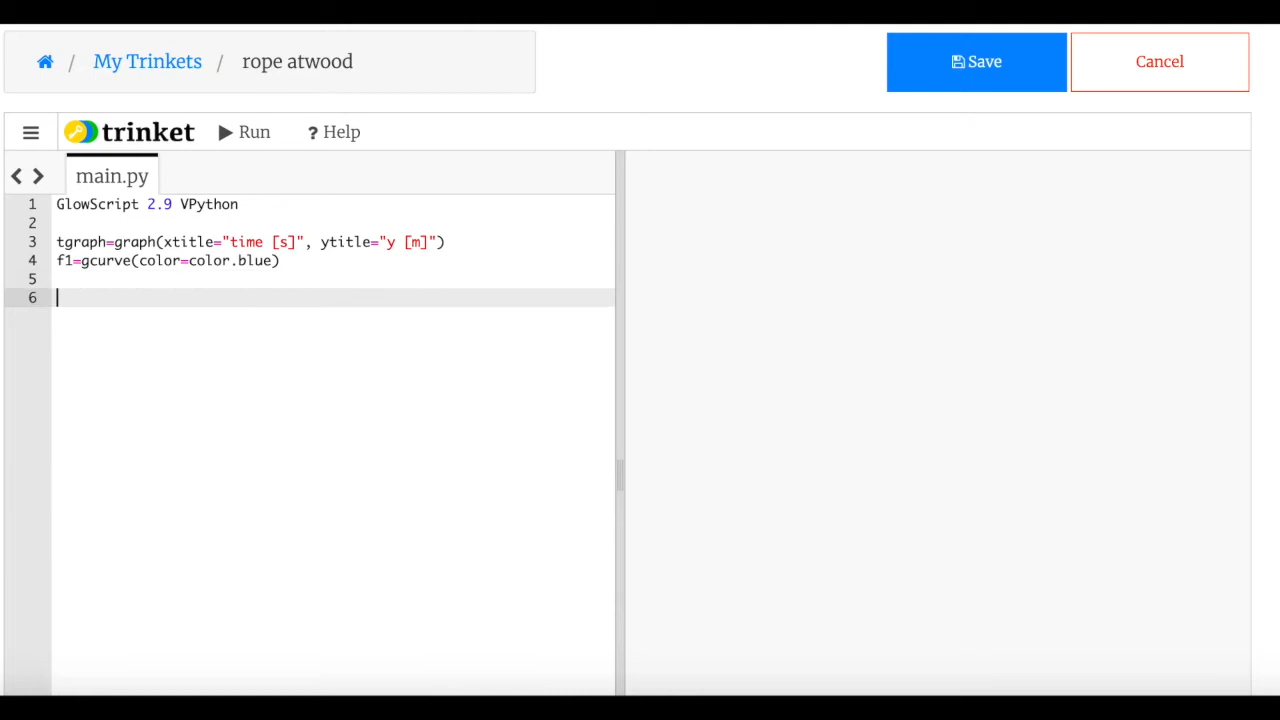 / My Trinkets / rope atwood
Save
Cancel
trinket
Run
? Help
main.py
1 GlowScript 2.9 VPython
2
3 tgraph=graph(xtitle="time [s]", ytitle="y [m]")
4 f1=gcurve(color=color.blue)
5
6